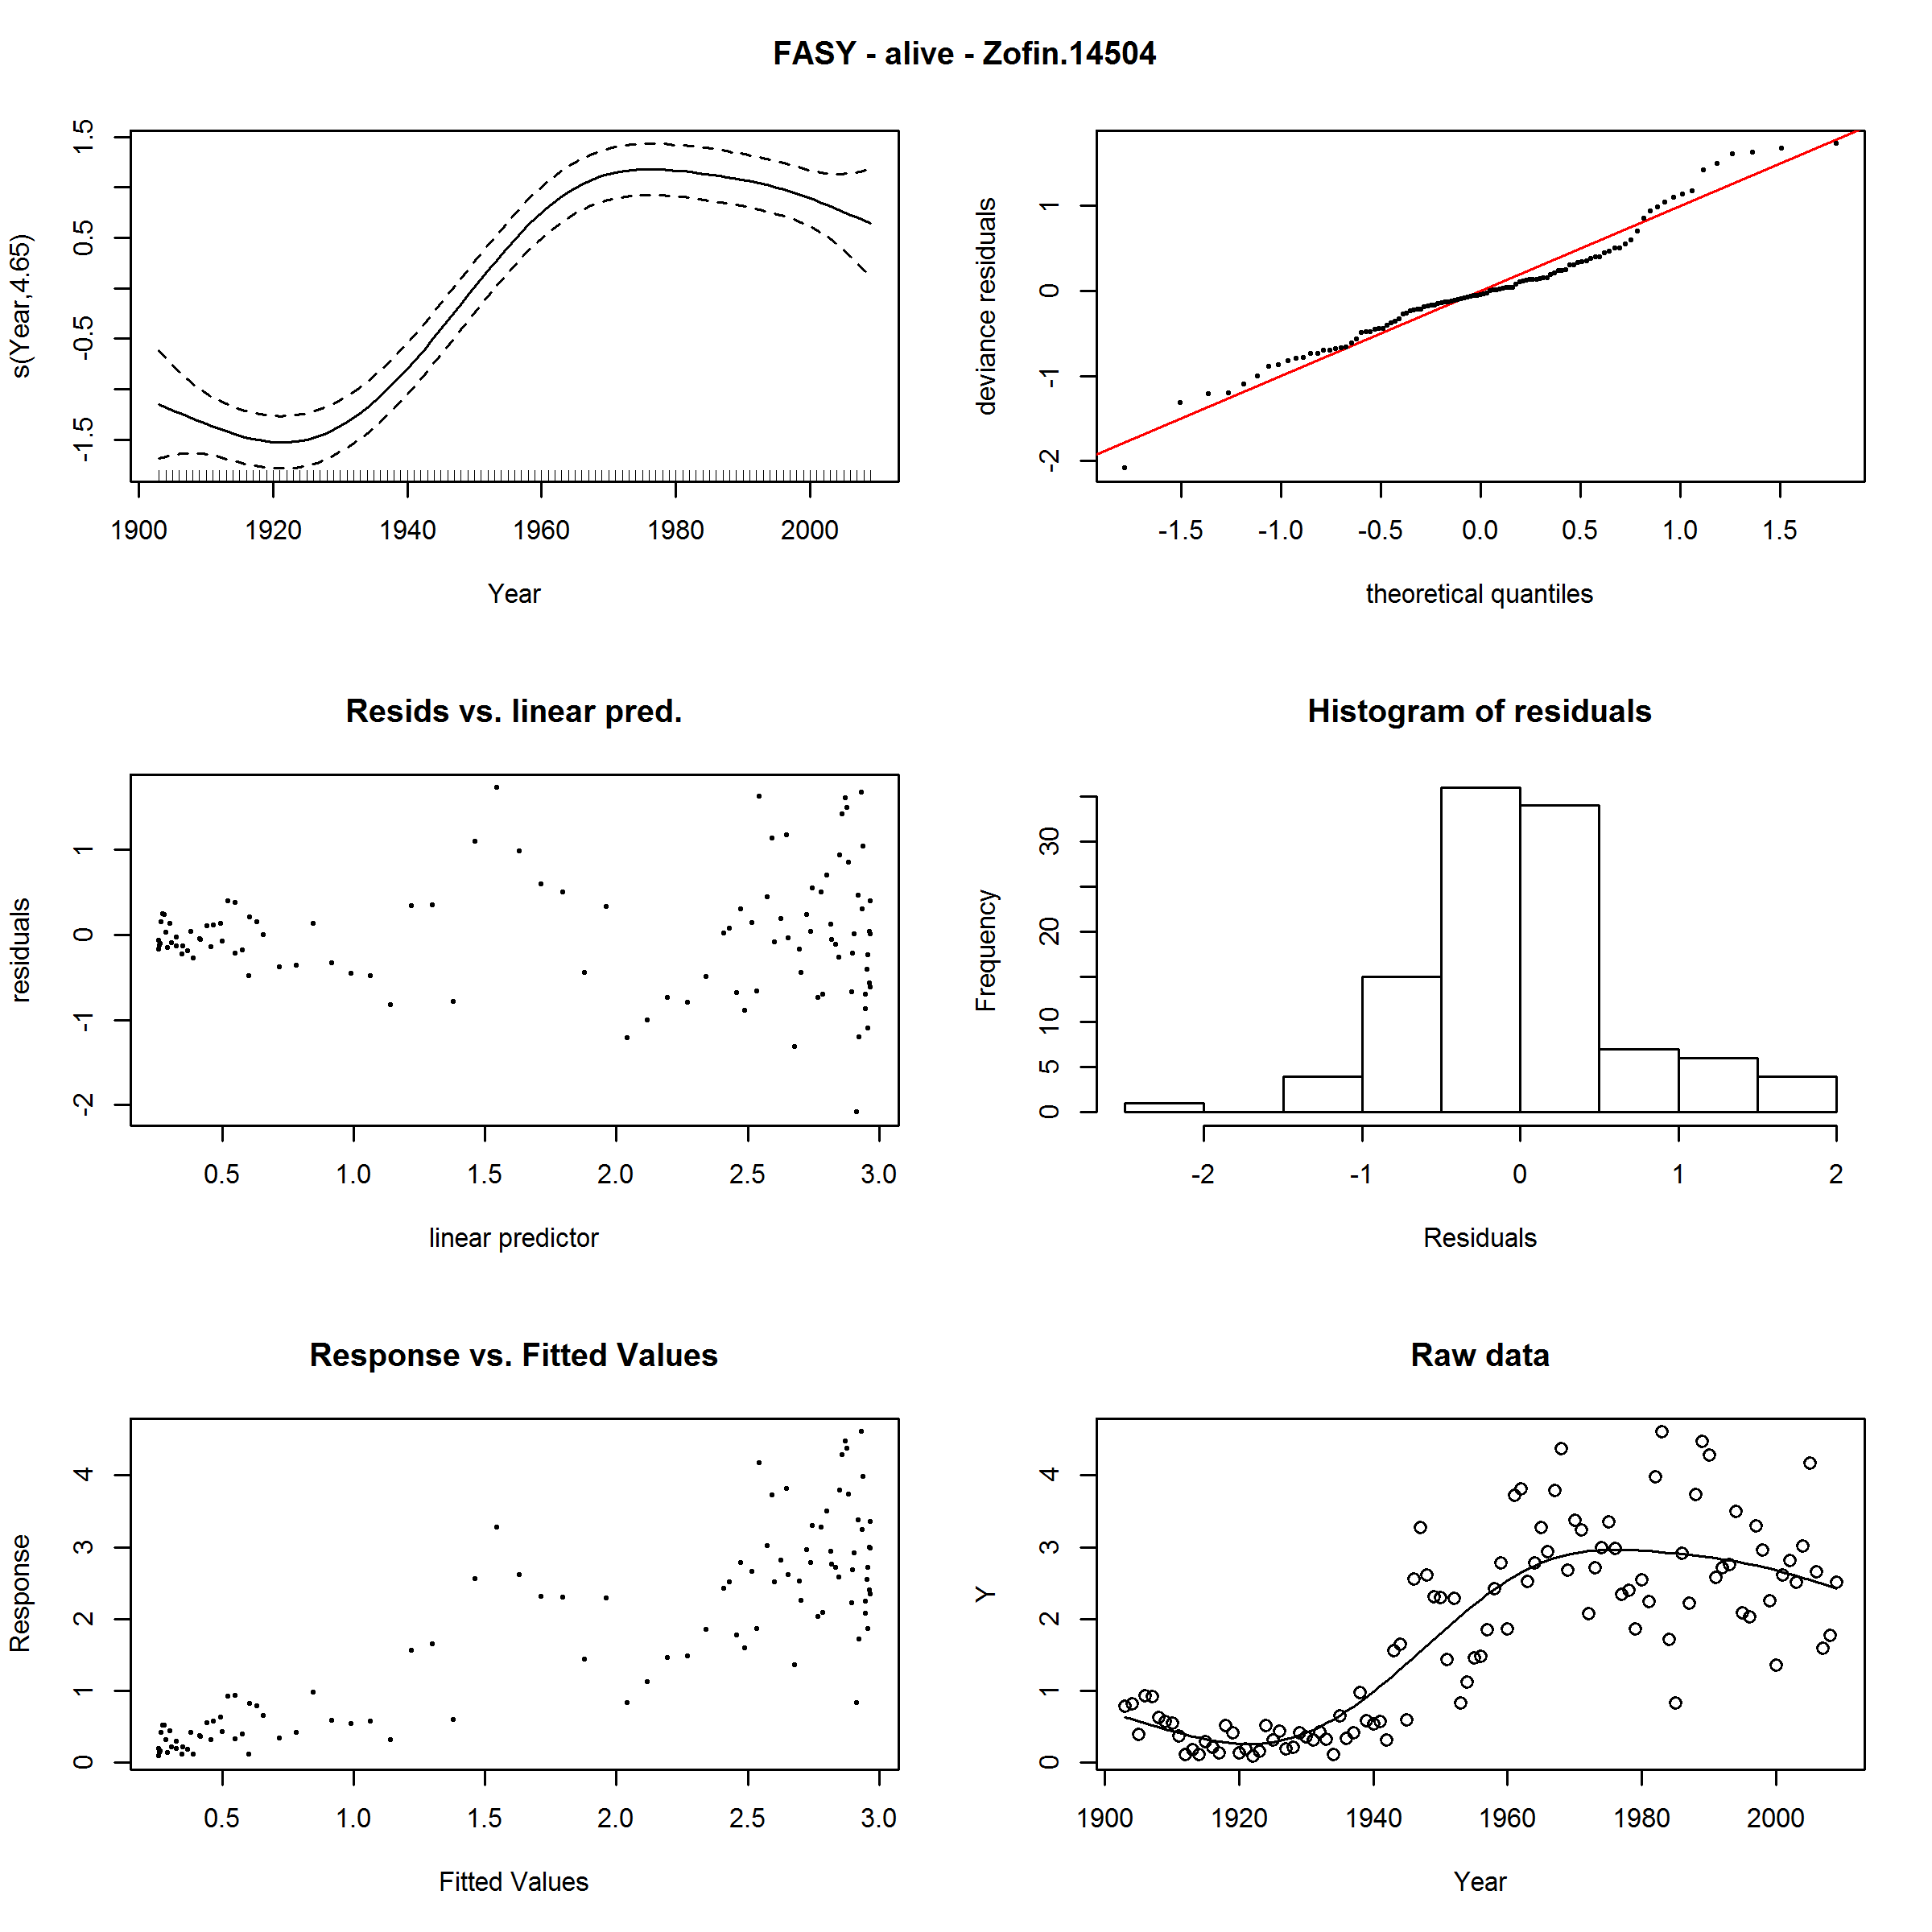 FASY - alive - Zofin.14504
s(Year,4.65)
-1.5 -0.5 0.5 1.5
1900 1920 1940 1960 1980 2000
Year
deviance residuals
-2 -1 0 1
-1.5 -1.0 -0.5 0.0 0.5 1.0 1.5
theoretical quantiles
Resids vs. linear pred.
residuals
-2 -1 0 1
0.5 1.0 1.5 2.0 2.5 3.0
linear predictor
Histogram of residuals
Frequency
0 5 10 20 30
-2 -1 0 1 2
Residuals
Response vs. Fitted Values
Response
0 1 2 3 4
0.5 1.0 1.5 2.0 2.5 3.0
Fitted Values
Raw data
Y
0 1 2 3 4
1900 1920 1940 1960 1980 2000
Year